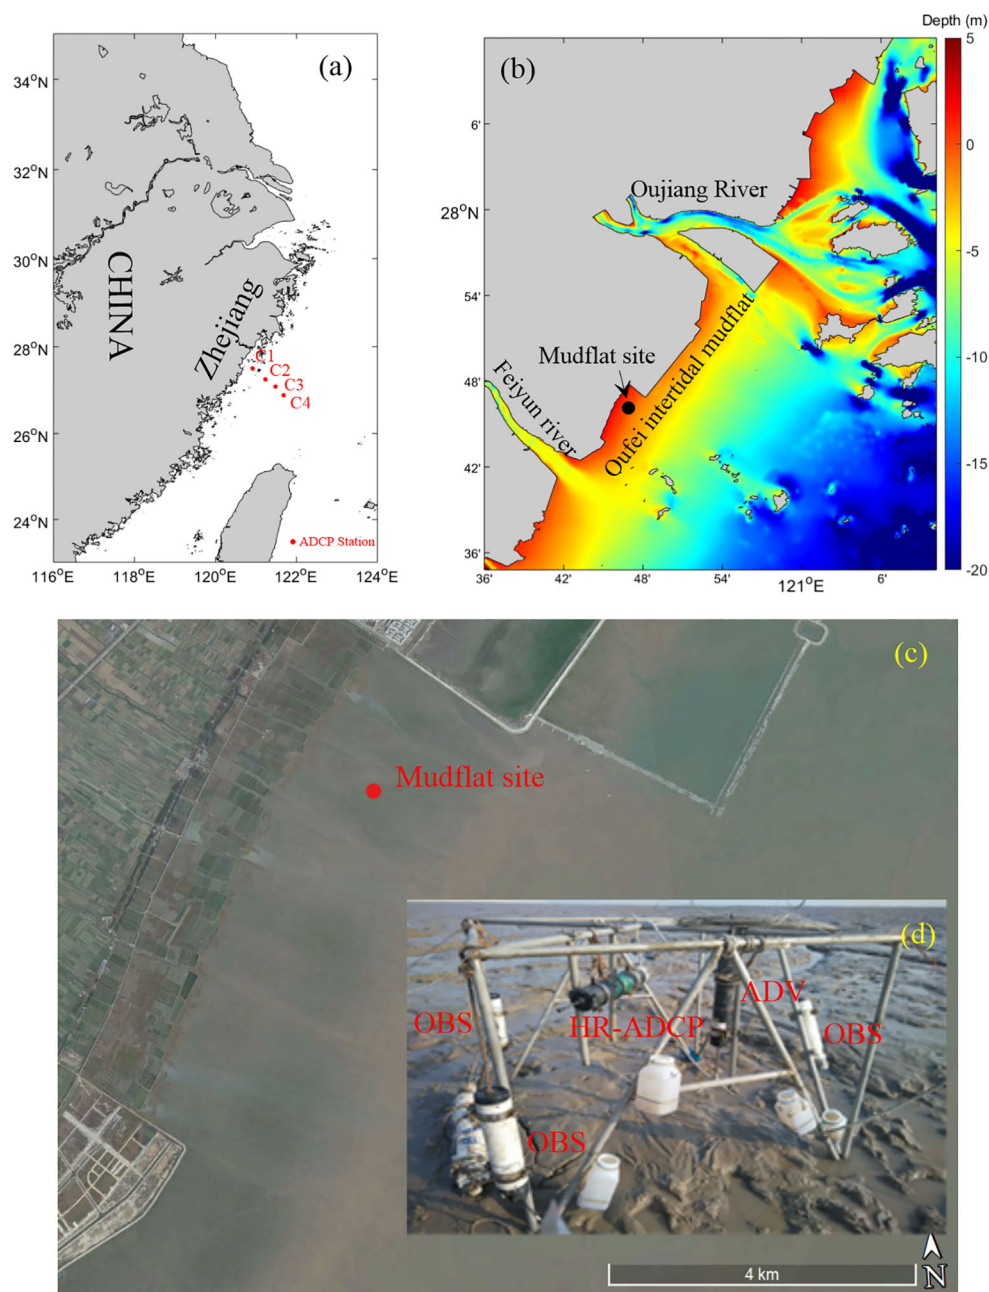 (a)
34°N
32°N
30°N
28°N
26°N
24°N
116°E
118°E
120°E
122°E
124°E
CHINA
Zhejiang
C1
C2
C3
C4
ADCP Station
Depth (m)
(b)
5
0
-5
-10
-15
-20
6'
28°N
54'
48'
42'
36'
36'
42'
48'
54'
121°E
6'
Oujiang River
Mudflat site
Oufei intertidal mudflat
Feiyun river
(c)
Mudflat site
(d)
OBS
HR-ADCP
ADV
OBS
OBS
4 km
N